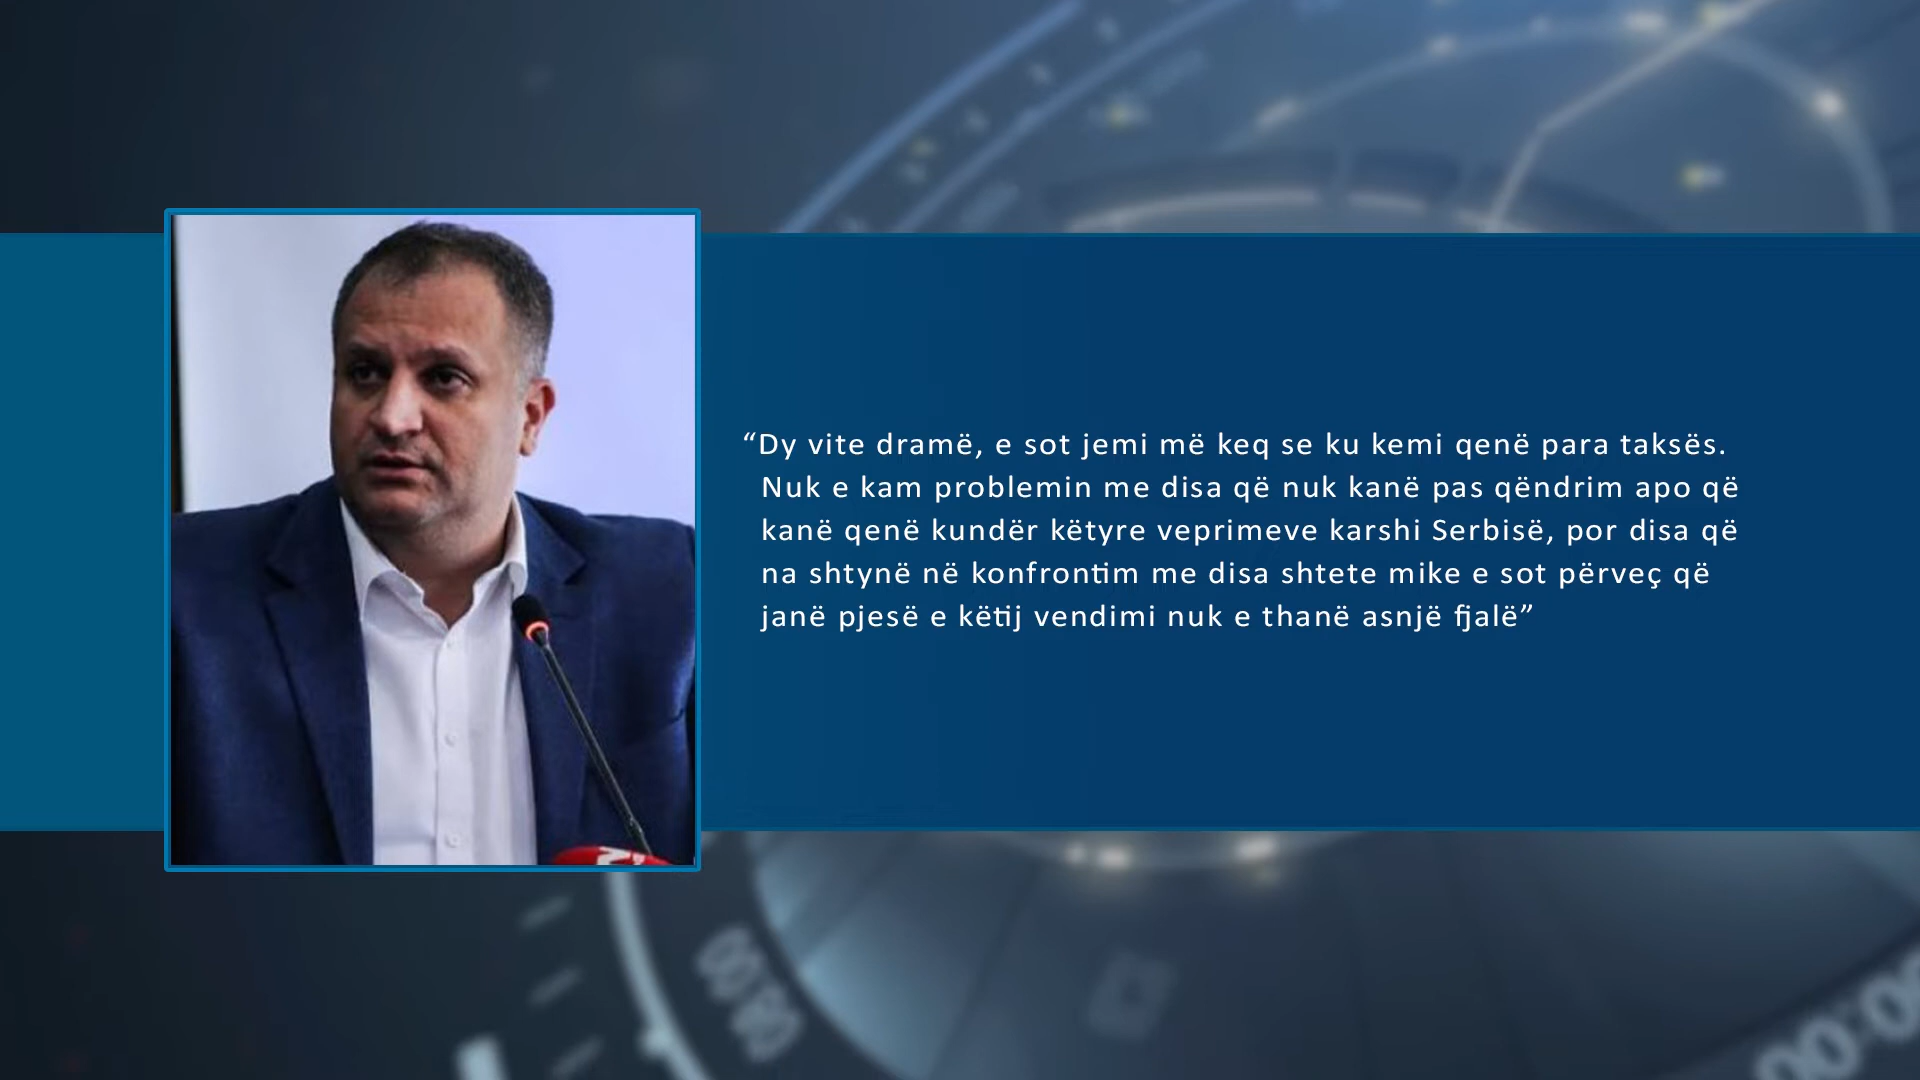 “Dy vite dramë, e sot jemi më keq se ku kemi qenë para taksës.
Nuk e kam problemin me disa që nuk kanë pas qëndrim apo që
kanë qenë kundër këtyre veprimeve karshi Serbisë, por disa që
na shtynë në konfrontim me disa shtete mike e sot përveç që
janë pjesë e këtij vendimi nuk e thanë asnjë fjalë”